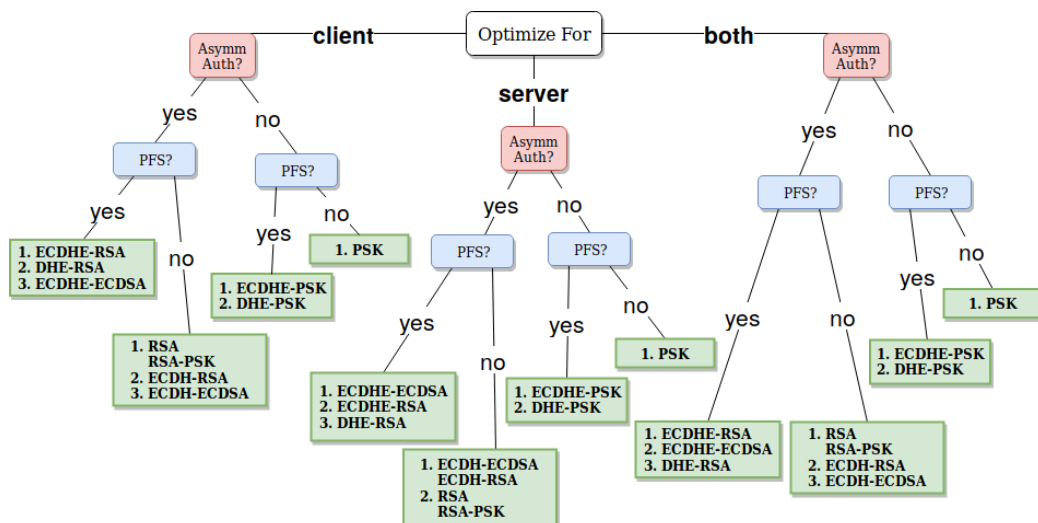 Optimize For
client
server
both
Asymm
Auth?
yes
no
PFS?
yes
no
1. ECDHE-RSA
2. DHE-RSA
3. ECDHE-ECDSA
1. RSA
RSA-PSK
2. ECDH-RSA
3. ECDH-ECDSA
PFS?
yes
no
1. ECDHE-PSK
2. DHE-PSK
1. PSK
Asymm
Auth?
yes
no
PFS?
yes
no
1. ECDHE-ECDSA
2. ECDHE-RSA
3. DHE-RSA
1. ECDH-ECDSA
ECDH-RSA
2. RSA
RSA-PSK
PFS?
yes
no
1. ECDHE-PSK
2. DHE-PSK
1. PSK
Asymm
Auth?
yes
no
PFS?
yes
no
1. ECDHE-RSA
2. ECDHE-ECDSA
3. DHE-RSA
1. RSA
RSA-PSK
2. ECDH-RSA
3. ECDH-ECDSA
PFS?
yes
no
1. ECDHE-PSK
2. DHE-PSK
1. PSK